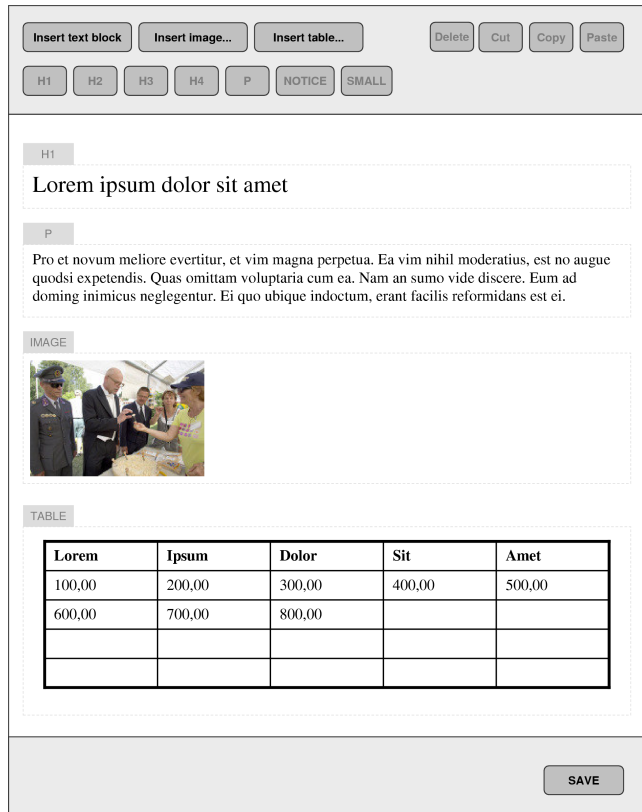 Insert text block Insert image... Insert table... Delete Cut Copy Paste
H1 H2 H3 H4 P NOTICE SMALL
H1
Lorem ipsum dolor sit amet
P
Pro et novum meliore evertitur, et vim magna perpetua. Ea vim nihil moderatius, est no augue
quodsi expetendis. Quas omittam voluptaria cum ea. Nam an sumo vide discere. Eum ad
doming inimicus neglegentur. Ei quo ubique indoctum, erant facilis reformidans est ei.
IMAGE
TABLE
Lorem Ipsum Dolor Sit Amet
100,00 200,00 300,00 400,00 500,00
600,00 700,00 800,00
SAVE